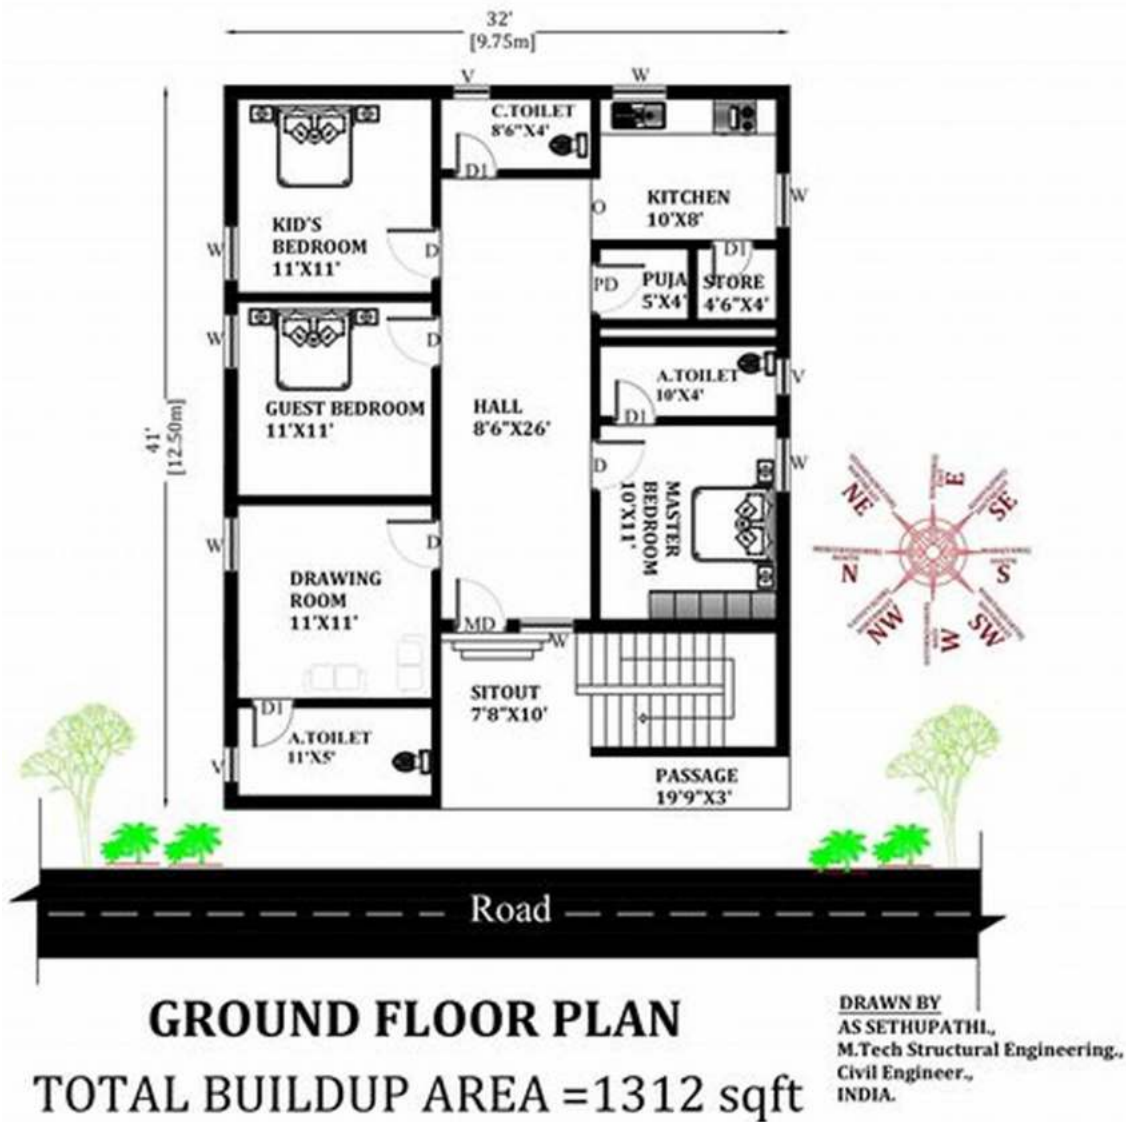 32'
[9.75m]
V
W
C.TOILET
8'6"X4'
D1
KITCHEN
10'X8'
W
O
KID'S
BEDROOM
11'X11'
W
D
D1
PD
PUJA
5'X4'
STORE
4'6"X4'
W
D
A.TOILET
10'X4'
V
D1
GUEST BEDROOM
11'X11'
HALL
8'6"X26'
41'
[12.50m]
D
W
MASTER
BEDROOM
10'X11'
W
D
DRAWING
ROOM
11'X11'
MD
W
E
NE
SE
N
S
NW
SW
W
SITOUT
7'8"X10'
D1
A.TOILET
11'X5'
V
PASSAGE
19'9"X3'
Road
GROUND FLOOR PLAN
TOTAL BUILDUP AREA =1312 sqft
DRAWN BY
AS SETHUPATHI.,
M.Tech Structural Engineering.,
Civil Engineer.,
INDIA.